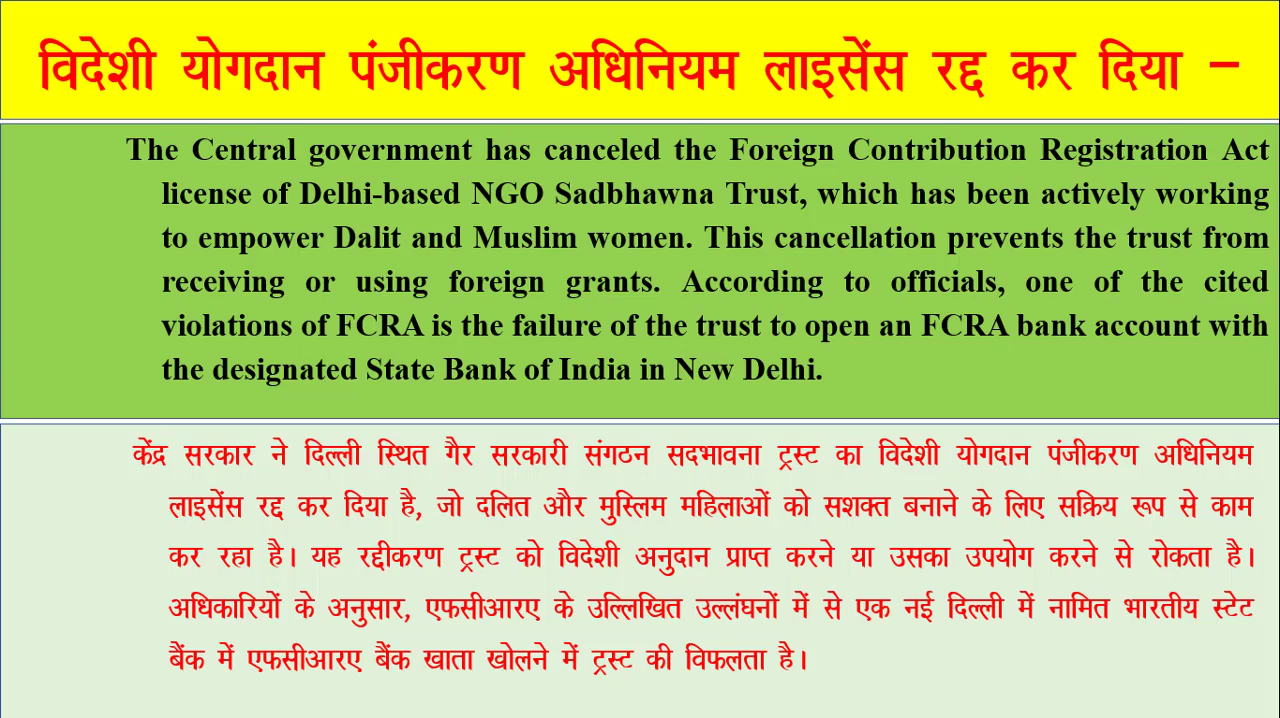 विदेशी योगदान पंजीकरण अधिनियम लाइसेंस रद्द कर दिया –
The Central government has canceled the Foreign Contribution Registration Act
license of Delhi-based NGO Sadbhawna Trust, which has been actively working
to empower Dalit and Muslim women. This cancellation prevents the trust from
receiving or using foreign grants. According to officials, one of the cited
violations of FCRA is the failure of the trust to open an FCRA bank account with
the designated State Bank of India in New Delhi.
केंद्र सरकार ने दिल्ली स्थित गैर सरकारी संगठन सदभावना ट्रस्ट का विदेशी योगदान पंजीकरण अधिनियम
लाइसेंस रद्द कर दिया है, जो दलित और मुस्लिम महिलाओं को सशक्त बनाने के लिए सक्रिय रूप से काम
कर रहा है। यह रद्दीकरण ट्रस्ट को विदेशी अनुदान प्राप्त करने या उसका उपयोग करने से रोकता है।
अधिकारियों के अनुसार, एफसीआरए के उल्लिखित उल्लंघनों में से एक नई दिल्ली में नामित भारतीय स्टेट
बैंक में एफसीआरए बैंक खाता खोलने में ट्रस्ट की विफलता है।